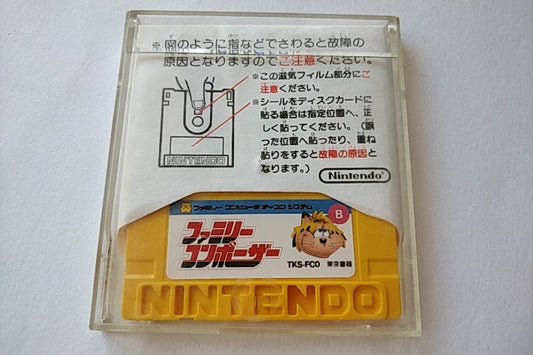 ※図のように指などでさわると故障の
原因となりますのでご注意ください。
※この磁気フィルム部分にご
注意ください。
※シールをディスクカードに
貼る場合は指定位置へ、正
しく貼ってください。（誤
った位置へ貼ったり、重ね
貼りをすると故障の原因と
なります。）
NINTENDO
Nintendo
ファミリー コンピュータ ディスク システム
B
ファミリー
コンポーザー
TKS-FC0 東京書籍
NINTENDO